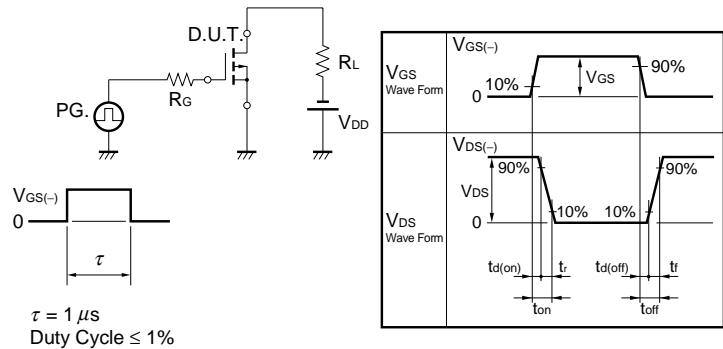 D.U.T.
RL
RG
PG.
VDD
VGS(−)
0
τ
τ = 1 μs
Duty Cycle ≤ 1%
VGS
Wave Form
VGS(−)
10%
0
VGS
90%
VDS
Wave Form
VDS(−)
90%
VDS
0
10%
10%
90%
td(on)
tr
td(off)
tf
ton
toff